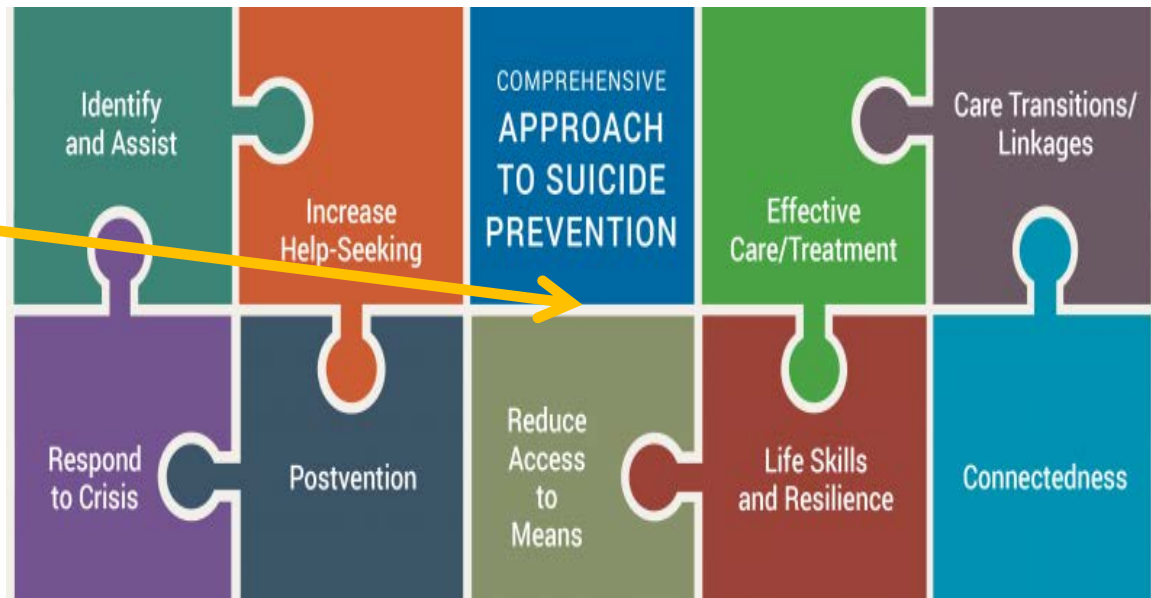 Identify
and Assist
Increase
Help-Seeking
COMPREHENSIVE
APPROACH
TO SUICIDE
PREVENTION
Effective
Care/Treatment
Care Transitions/
Linkages
Respond
to Crisis
Postvention
Reduce
Access
to
Means
Life Skills
and Resilience
Connectedness